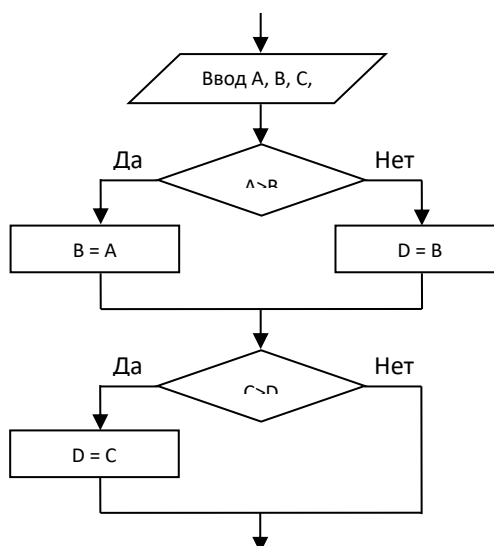 Ввод A, B, C,
Да
Нет
A>B
B = A
D = B
Да
Нет
C>D
D = C